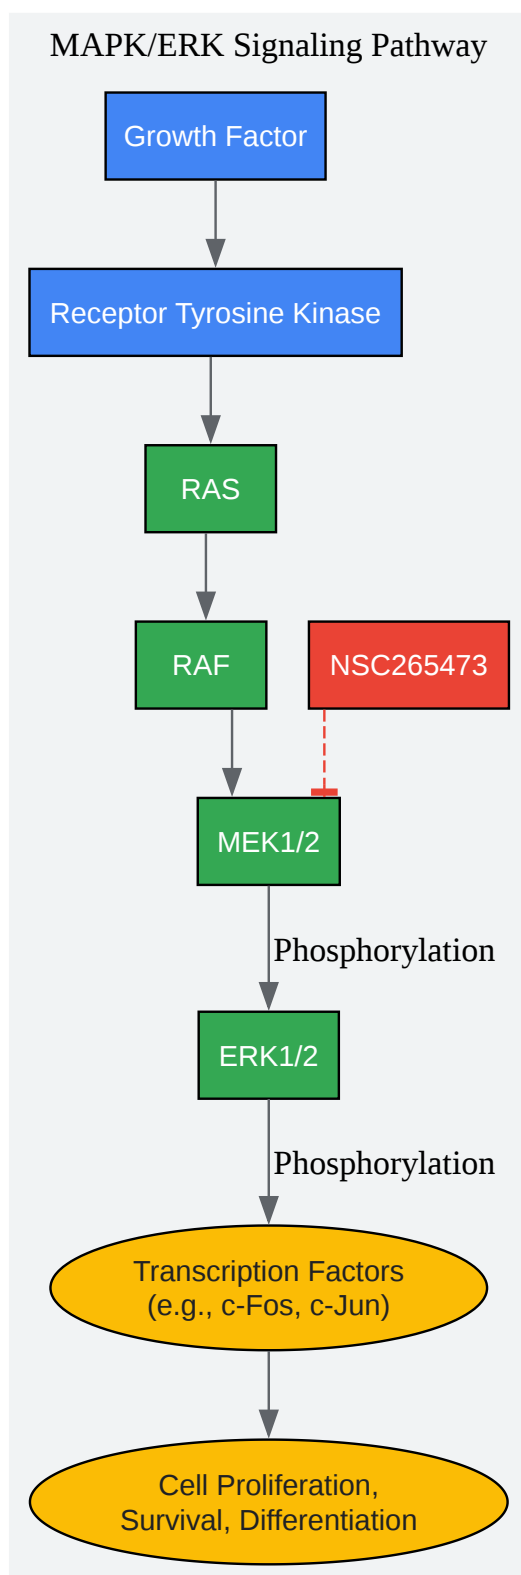 MAPK/ERK Signaling Pathway
Growth Factor
Receptor Tyrosine Kinase
RAS
RAF
NSC265473
MEK1/2
Phosphorylation
ERK1/2
Phosphorylation
Transcription Factors
(e.g., c-Fos, c-Jun)
Cell Proliferation,
Survival, Differentiation